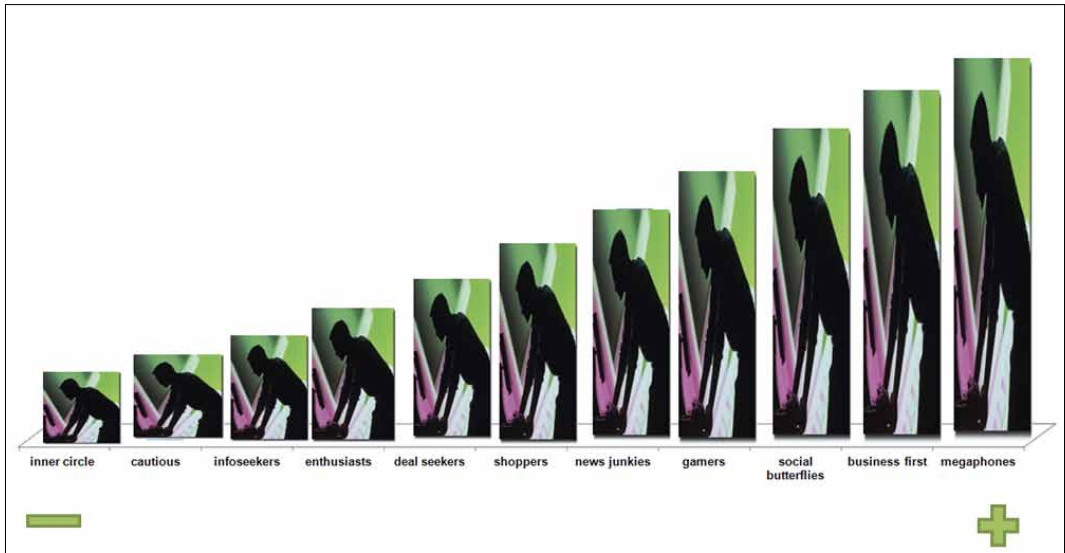 inner circle
cautious
infoseekers
enthusiasts
deal seekers
shoppers
news junkies
gamers
social
butterflies
business first
megaphones